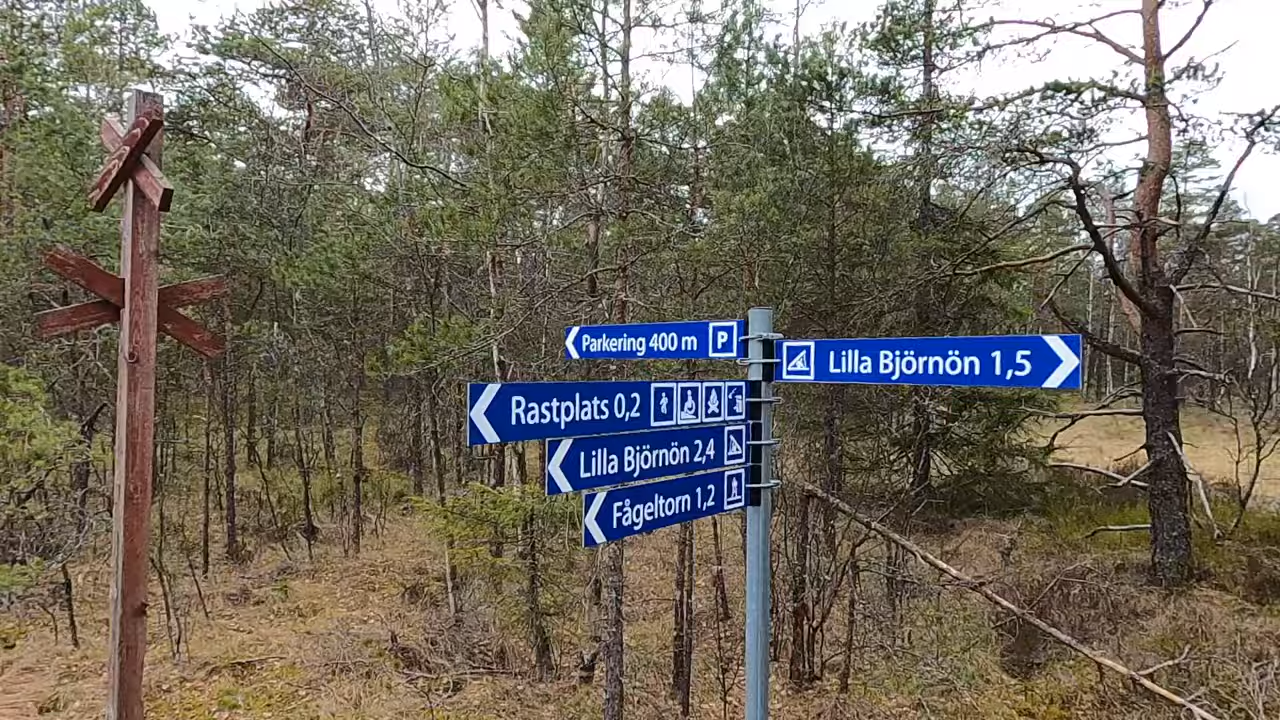 Parkering 400 m P
Lilla Björnön 1,5
Rastplats 0,2
Lilla Björnön 2,4
Fågeltorn 1,2